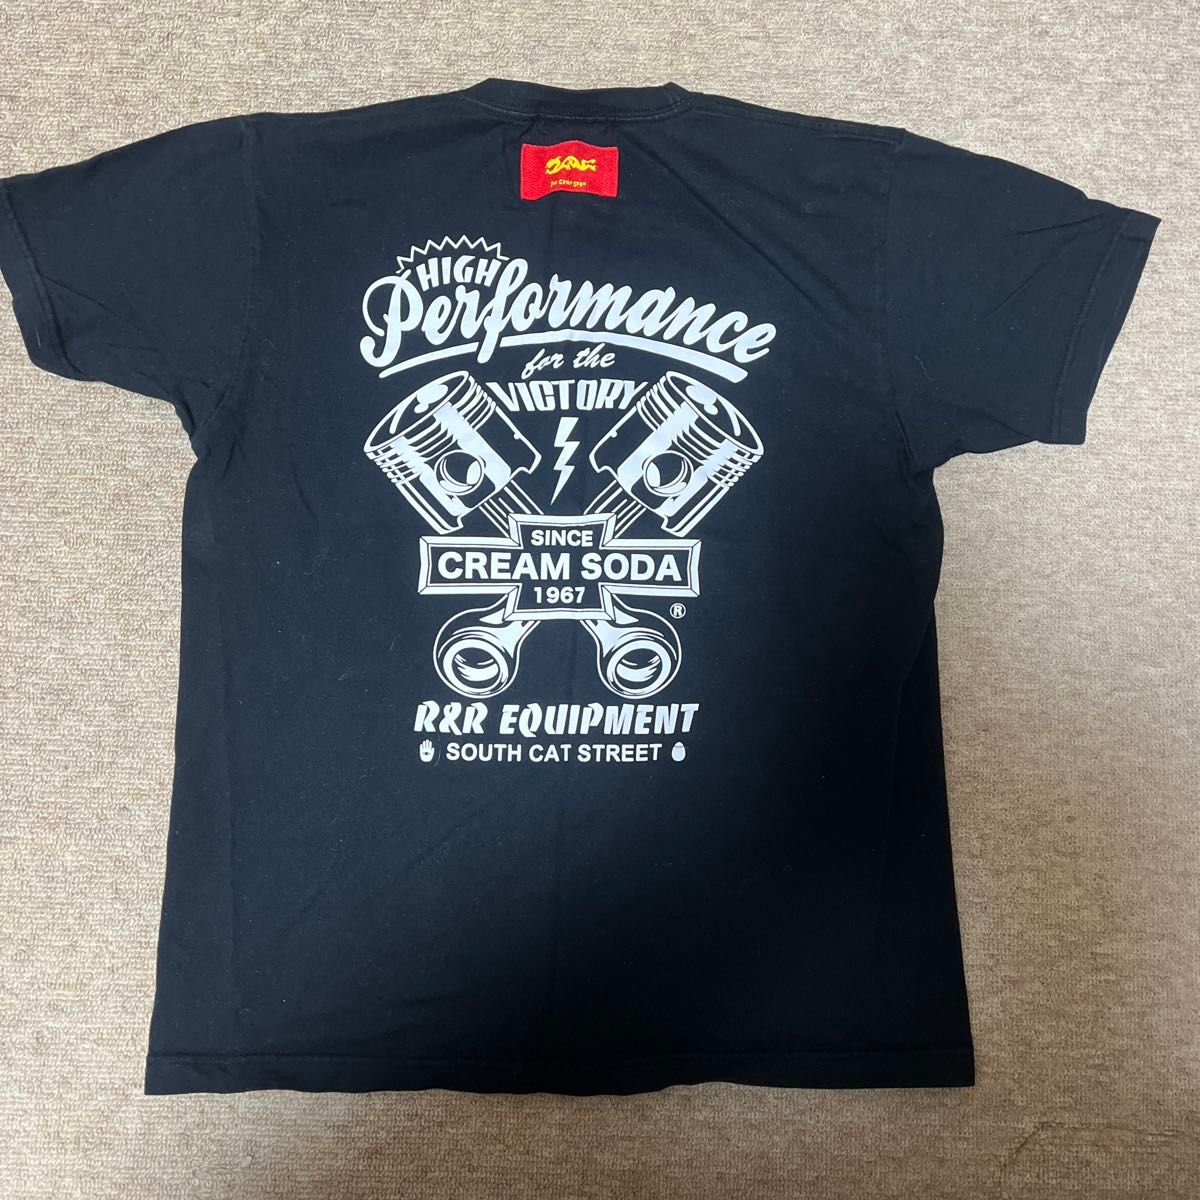 HIGH
Performance
for the
VICTORY
SINCE
CREAM SODA
1967
®
R&R EQUIPMENT
SOUTH CAT STREET